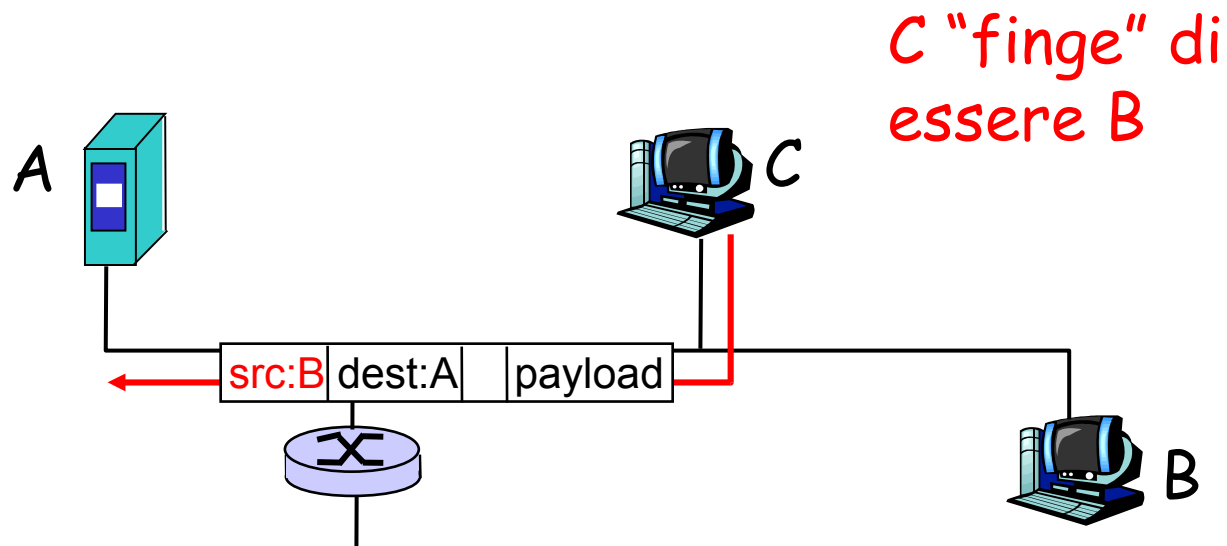 C “finge” di
essere B
A
C
src:B dest:A payload
B